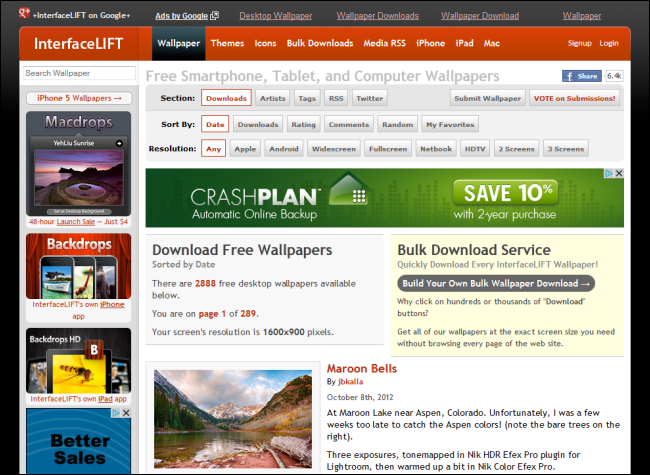 +InterfaceLIFT on Google+
Ads by Google
Desktop Wallpaper
Wallpaper Downloads
Wallpaper Download
Wallpaper
InterfaceLIFT
Wallpaper
Themes
Icons
Bulk Downloads
Media RSS
iPhone
iPad
Mac
Signup
Login
Search Wallpaper
iPhone 5 Wallpapers →
Macdrops
YehLiu Sunrise
Set as Desktop Background
48-hour Launch Sale — Just $4
Backdrops
InterfaceLIFT's own iPhone
app
Backdrops HD
B
InterfaceLIFT's own iPad app
Better
Sales
Free Smartphone, Tablet, and Computer Wallpapers
f Share
6.4k
Section:
Downloads
Artists
Tags
RSS
Twitter
Submit Wallpaper
VOTE on Submissions!
Sort By:
Date
Downloads
Rating
Comments
Random
My Favorites
Resolution:
Any
Apple
Android
Widescreen
Fullscreen
Netbook
HDTV
2 Screens
3 Screens
CRASHPLAN™
Automatic Online Backup
SAVE 10%
with 2-year purchase
Download Free Wallpapers
Sorted by Date
There are 2888 free desktop wallpapers available
below.
You are on page 1 of 289.
Your screen's resolution is 1600x900 pixels.
Bulk Download Service
Quickly Download Every InterfaceLIFT Wallpaper!
Build Your Own Bulk Wallpaper Download →
Why click on hundreds or thousands of "Download"
buttons?
Get all of our wallpapers at the exact screen size you need
without browsing every page of the web site.
Maroon Bells
By jbkalla
October 8th, 2012
At Maroon Lake near Aspen, Colorado. Unfortunately, I was a few
weeks too late to catch the Aspen colors! (note the bare trees on the
right).
Three exposures, tonemapped in Nik HDR Efex Pro plugin for
Lightroom, then warmed up a bit in Nik Color Efex Pro.